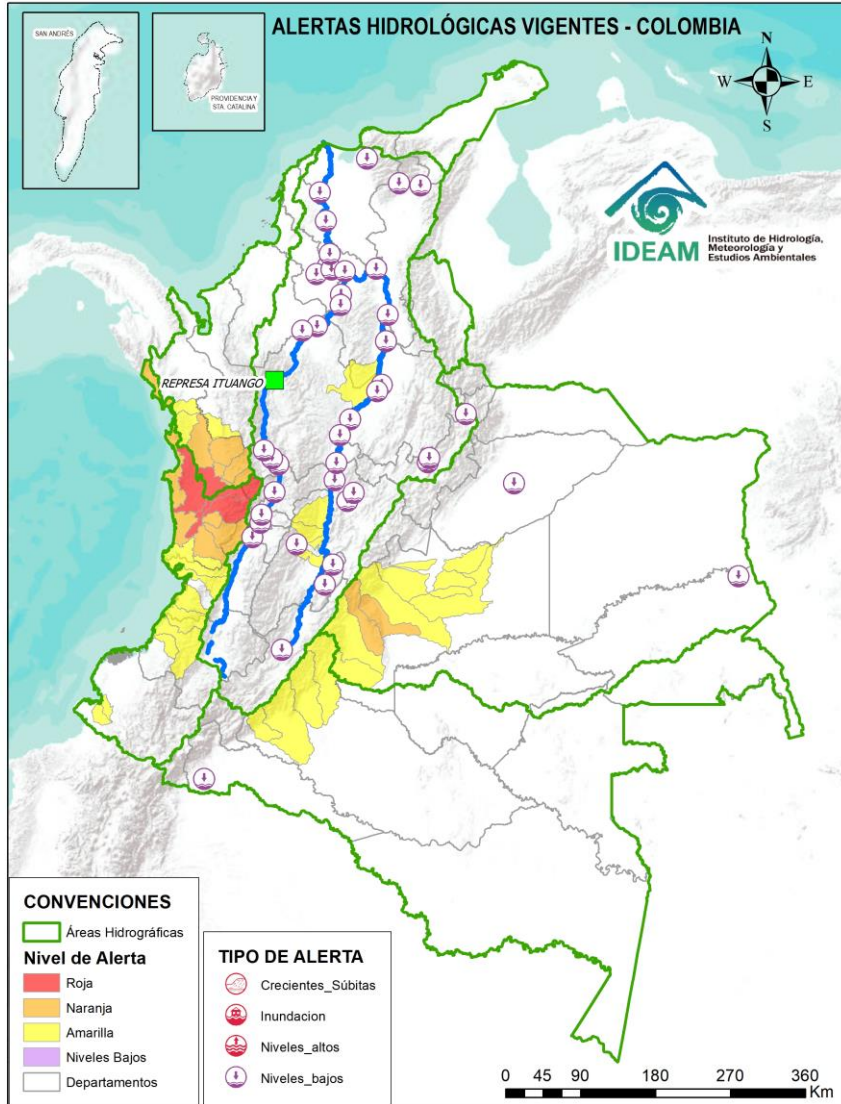 ALERTAS HIDROLÓGICAS VIGENTES - COLOMBIA
SAN ANDRÉS
PROVIDENCIA Y
STA. CATALINA
N
W
E
S
IDEAM
Instituto de Hidrología,
Meteorología y
Estudios Ambientales
REPRESA ITUANGO
CONVENCIONES
Áreas Hidrográficas
Nivel de Alerta
Roja
Naranja
Amarilla
Niveles Bajos
Departamentos
TIPO DE ALERTA
Crecientes_Súbitas
Inundacion
Niveles_altos
Niveles_bajos
0 45 90 180 270 360
Km